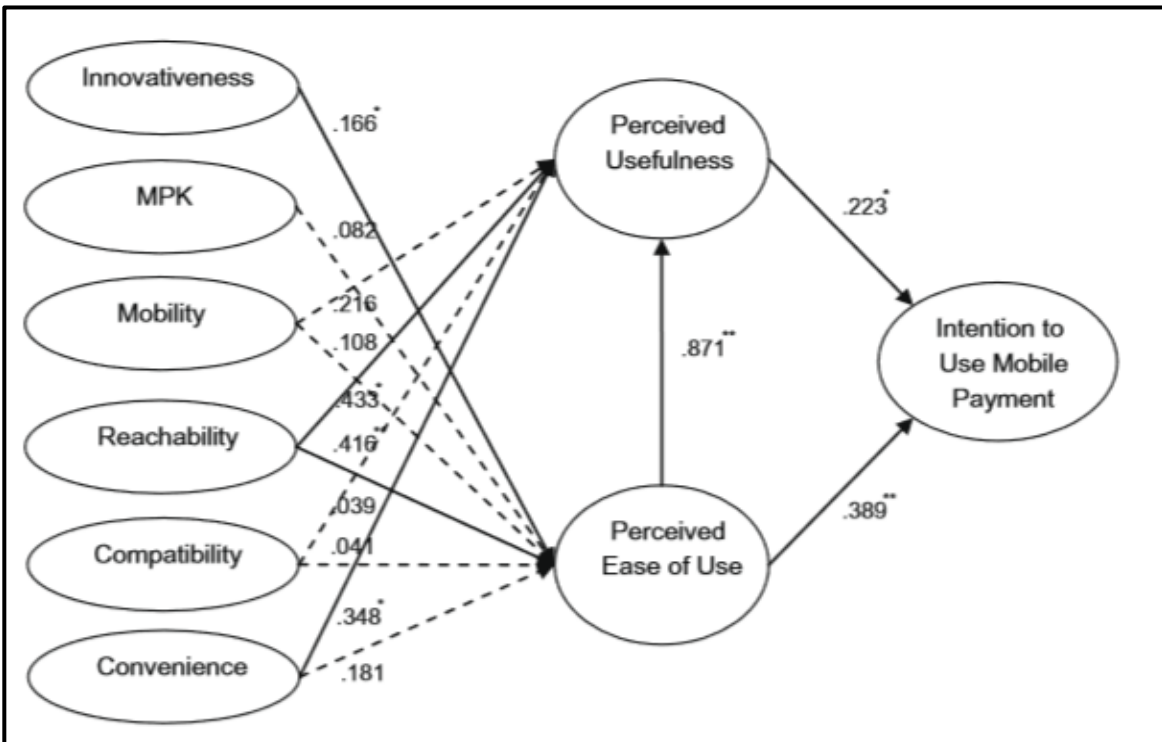 Innovativeness
MPK
Mobility
Reachability
Compatibility
Convenience
.166*
.082
.216
.108
.433*
.416**
.039
.041
.348*
.181
Perceived
Usefulness
.871**
Perceived
Ease of Use
.223*
.389**
Intention to
Use Mobile
Payment